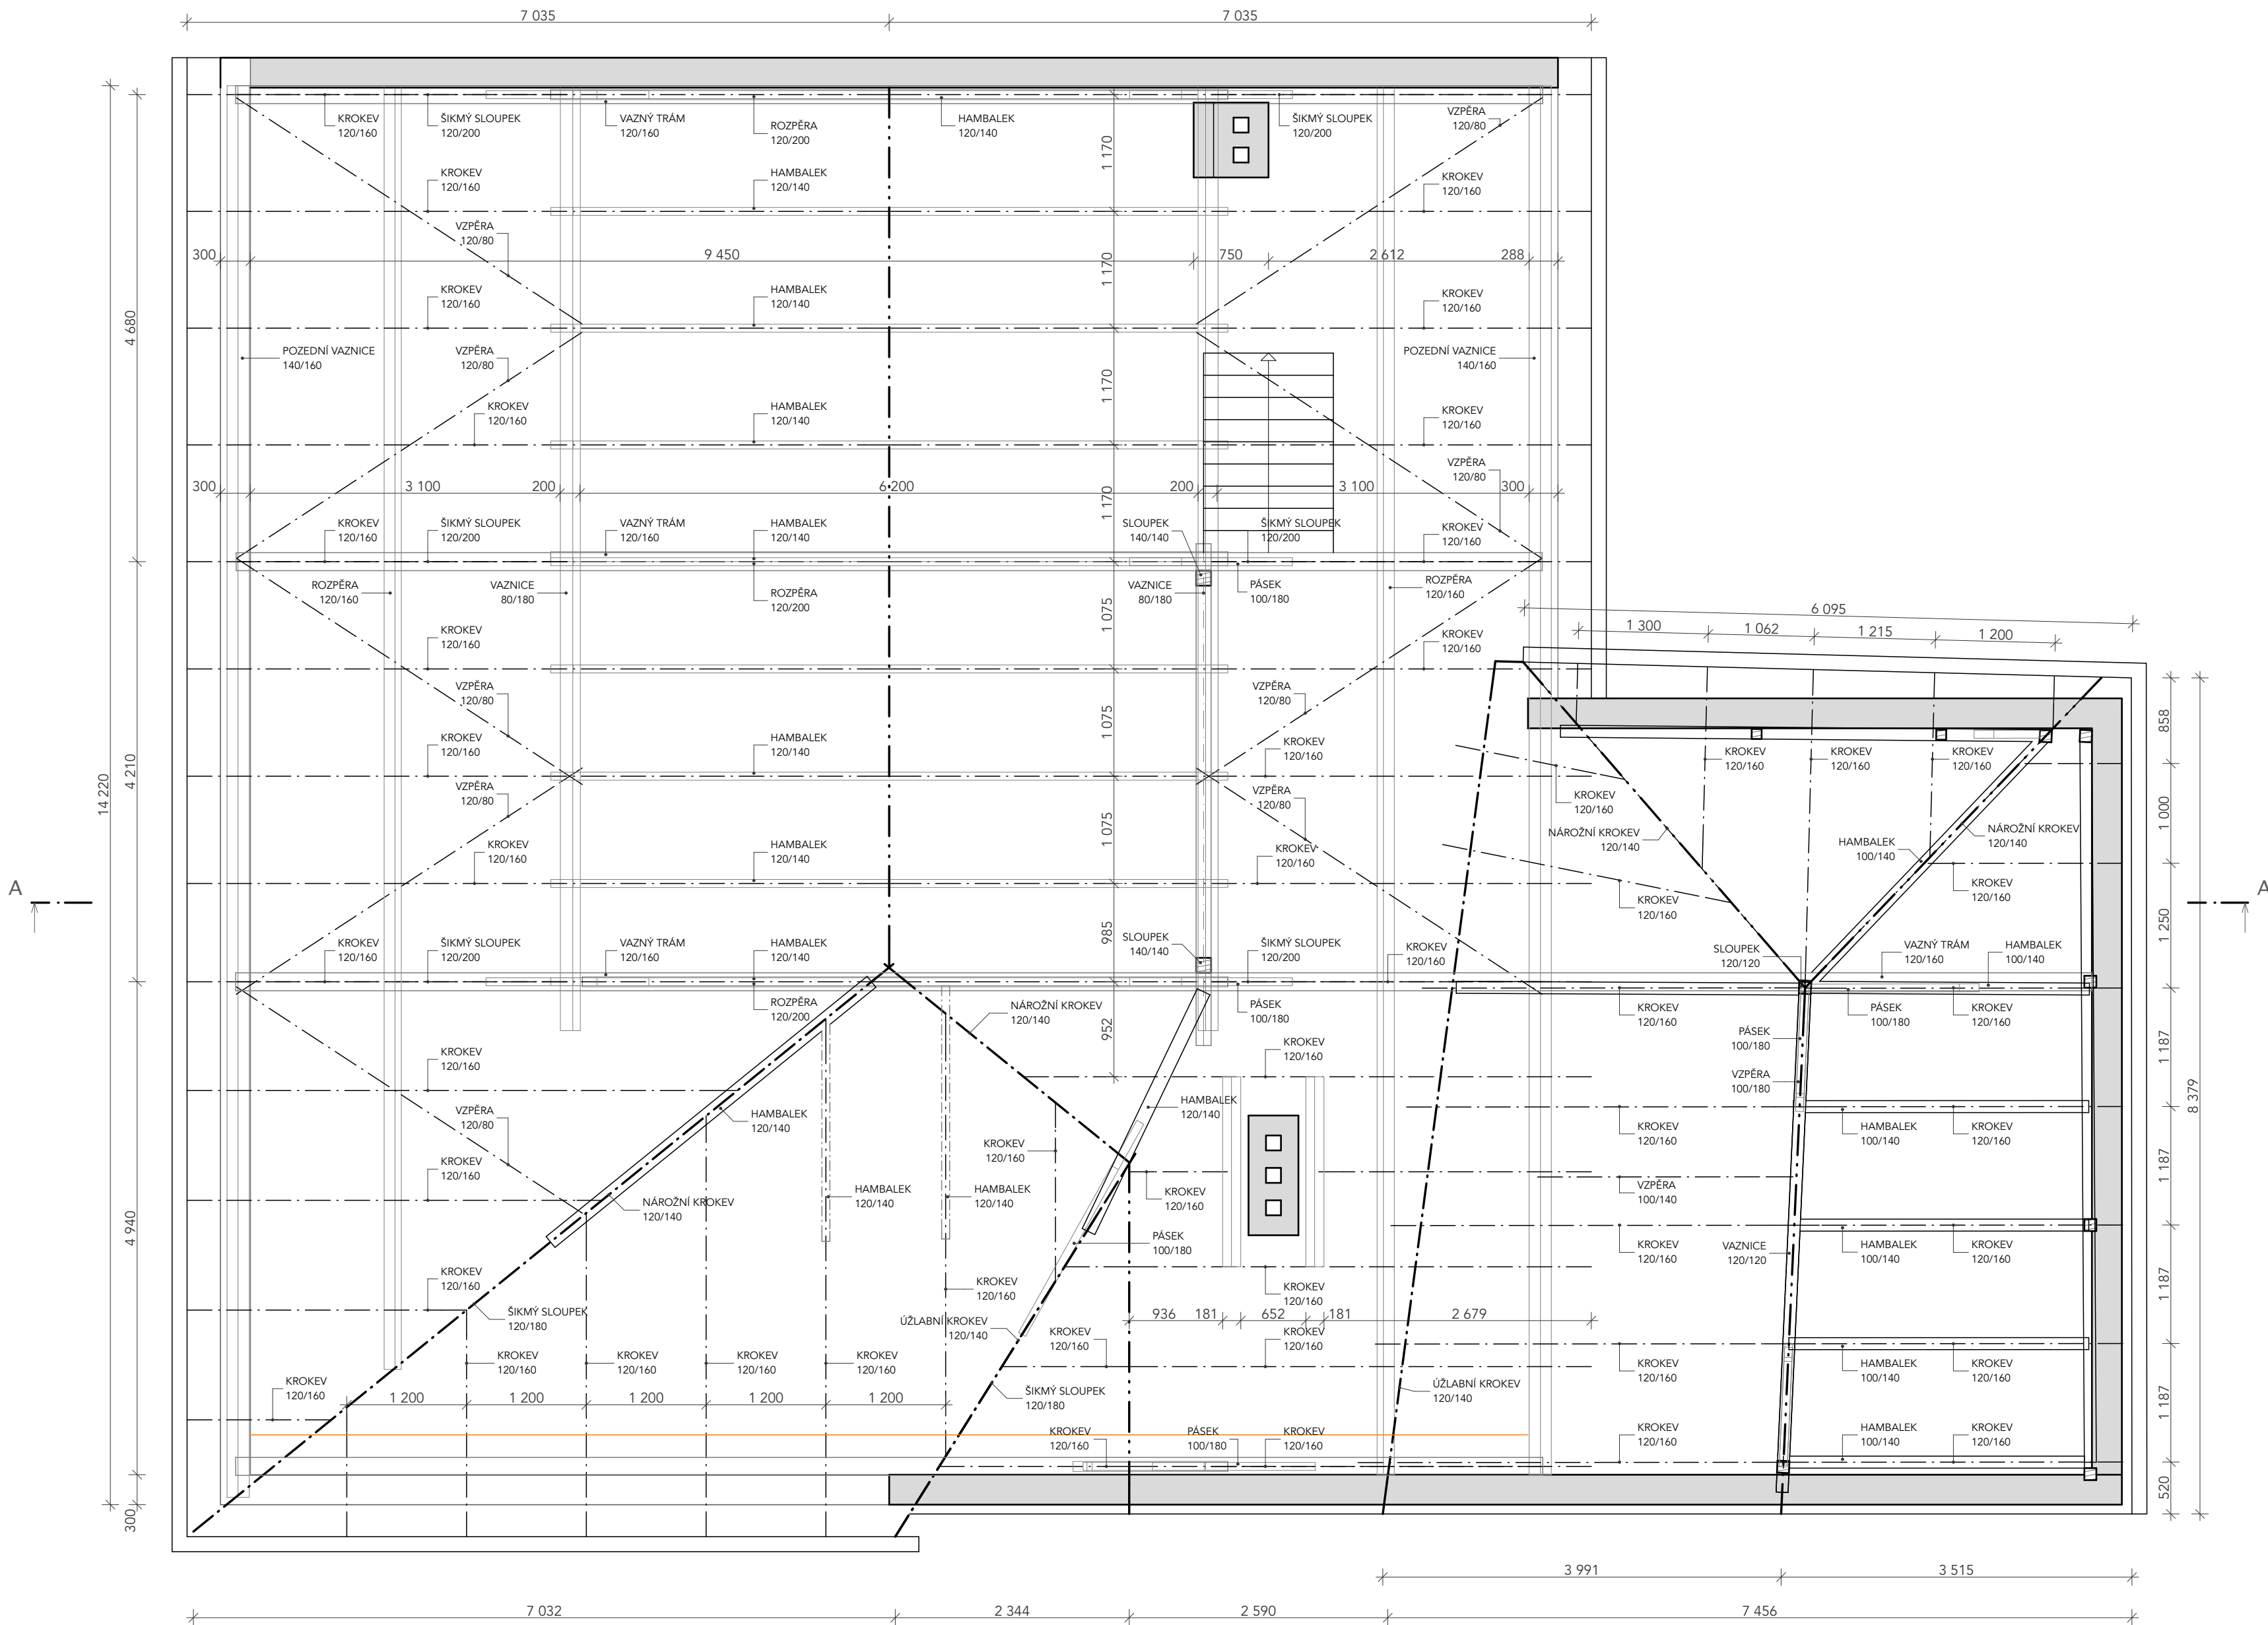 7 035
7 035
KROKEV
120/160
ŠIKMÝ SLOUPEK
120/200
VAZNÝ TRÁM
120/160
ROZPĚRA
120/200
HAMBALEK
120/140
ŠIKMÝ SLOUPEK
120/200
VZPĚRA
120/80
1 170
KROKEV
120/160
HAMBALEK
120/140
KROKEV
120/160
VZPĚRA
120/80
300
9 450
750
2 612
288
1 170
KROKEV
120/160
HAMBALEK
120/140
KROKEV
120/160
4 680
POZEDNÍ VAZNICE
140/160
VZPĚRA
120/80
POZEDNÍ VAZNICE
140/160
1 170
KROKEV
120/160
HAMBALEK
120/140
KROKEV
120/160
VZPĚRA
120/80
300
3 100
200
6 200
200
3 100
300
1 170
KROKEV
120/160
ŠIKMÝ SLOUPEK
120/200
VAZNÝ TRÁM
120/160
HAMBALEK
120/140
SLOUPEK
140/140
ŠIKMÝ SLOUPEK
120/200
KROKEV
120/160
ROZPĚRA
120/160
VAZNICE
80/180
ROZPĚRA
120/200
VAZNICE
80/180
PÁSEK
100/180
ROZPĚRA
120/160
1 075
6 095
1 300
1 062
1 215
1 200
KROKEV
120/160
KROKEV
120/160
VZPĚRA
120/80
VZPĚRA
120/80
1 075
858
14 220
4 210
KROKEV
120/160
HAMBALEK
120/140
KROKEV
120/160
KROKEV
120/160
KROKEV
120/160
KROKEV
120/160
VZPĚRA
120/80
VZPĚRA
120/80
KROKEV
120/160
1 000
1 075
NÁROŽNÍ KROKEV
120/140
HAMBALEK
100/140
NÁROŽNÍ KROKEV
120/140
KROKEV
120/160
HAMBALEK
120/140
KROKEV
120/160
KROKEV
120/160
A
A
KROKEV
120/160
1 250
985
KROKEV
120/160
ŠIKMÝ SLOUPEK
120/200
VAZNÝ TRÁM
120/160
HAMBALEK
120/140
SLOUPEK
140/140
ŠIKMÝ SLOUPEK
120/200
KROKEV
120/160
SLOUPEK
120/120
VAZNÝ TRÁM
120/160
HAMBALEK
100/140
ROZPĚRA
120/200
NÁROŽNÍ KROKEV
120/140
PÁSEK
100/180
KROKEV
120/160
PÁSEK
100/180
KROKEV
120/160
952
PÁSEK
100/180
1 187
KROKEV
120/160
KROKEV
120/160
VZPĚRA
100/180
8 379
VZPĚRA
120/80
HAMBALEK
120/140
HAMBALEK
120/140
KROKEV
120/160
HAMBALEK
100/140
KROKEV
120/160
KROKEV
120/160
1 187
KROKEV
120/160
NÁROŽNÍ KROKEV
120/140
HAMBALEK
120/140
HAMBALEK
120/140
KROKEV
120/160
VZPĚRA
100/140
4 940
PÁSEK
100/180
VAZNICE
120/120
KROKEV
120/160
HAMBALEK
100/140
KROKEV
120/160
1 187
KROKEV
120/160
KROKEV
120/160
KROKEV
120/160
ŠIKMÝ SLOUPEK
120/180
ÚŽLABNÍ KROKEV
120/140
936
181
652
181
2 679
KROKEV
120/160
KROKEV
120/160
KROKEV
120/160
KROKEV
120/160
KROKEV
120/160
KROKEV
120/160
KROKEV
120/160
HAMBALEK
100/140
KROKEV
120/160
KROKEV
120/160
1 200
1 200
1 200
1 200
1 200
ŠIKMÝ SLOUPEK
120/180
ÚŽLABNÍ KROKEV
120/140
1 187
KROKEV
120/160
PÁSEK
100/180
KROKEV
120/160
KROKEV
120/160
HAMBALEK
100/140
KROKEV
120/160
300
520
3 991
3 515
7 032
2 344
2 590
7 456